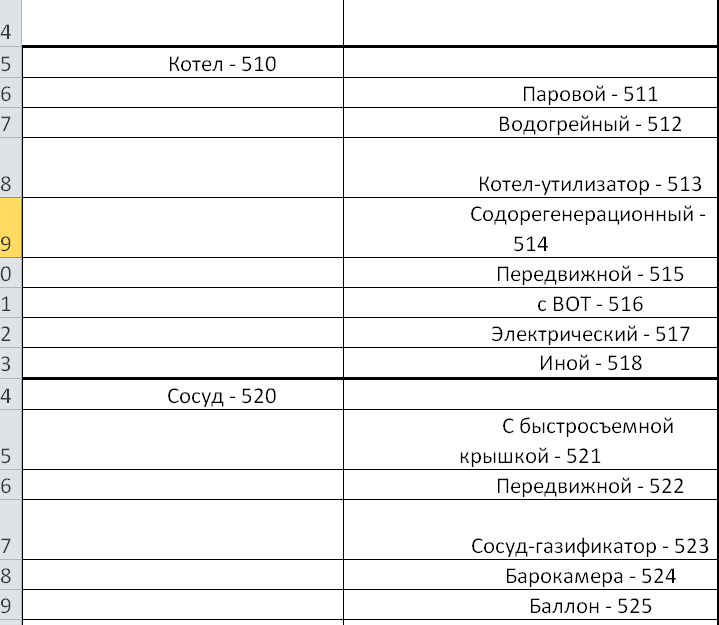 4
5 Котел - 510
6 Паровой - 511
7 Водогрейный - 512
8 Котел-утилизатор - 513
Содорегенерационный -
9 514
0 Передвижной - 515
1 с ВОТ - 516
2 Электрический - 517
3 Иной - 518
4 Сосуд - 520
С быстросъемной
5 крышкой - 521
6 Передвижной - 522
7 Сосуд-газификатор - 523
8 Барокамера - 524
9 Баллон - 525